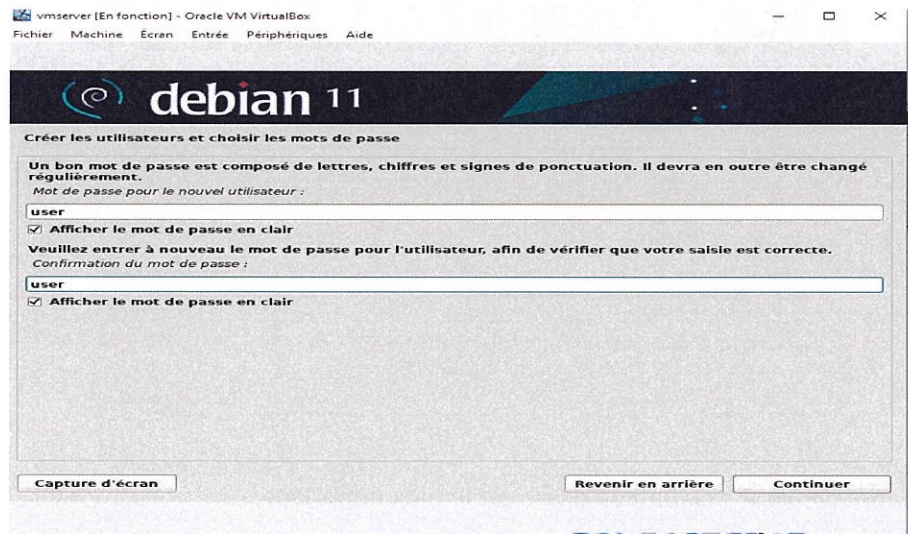 vmserver [En fonction] - Oracle VM VirtualBox
Fichier Machine Écran Entrée Périphériques Aide
debian 11
Créer les utilisateurs et choisir les mots de passe
Un bon mot de passe est composé de lettres, chiffres et signes de ponctuation. Il devra en outre être changé
régulièrement.
Mot de passe pour le nouvel utilisateur :
user
Afficher le mot de passe en clair
Veuillez entrer à nouveau le mot de passe pour l'utilisateur, afin de vérifier que votre saisie est correcte.
Confirmation du mot de passe :
user
Afficher le mot de passe en clair
Capture d'écran
Revenir en arrière
Continuer